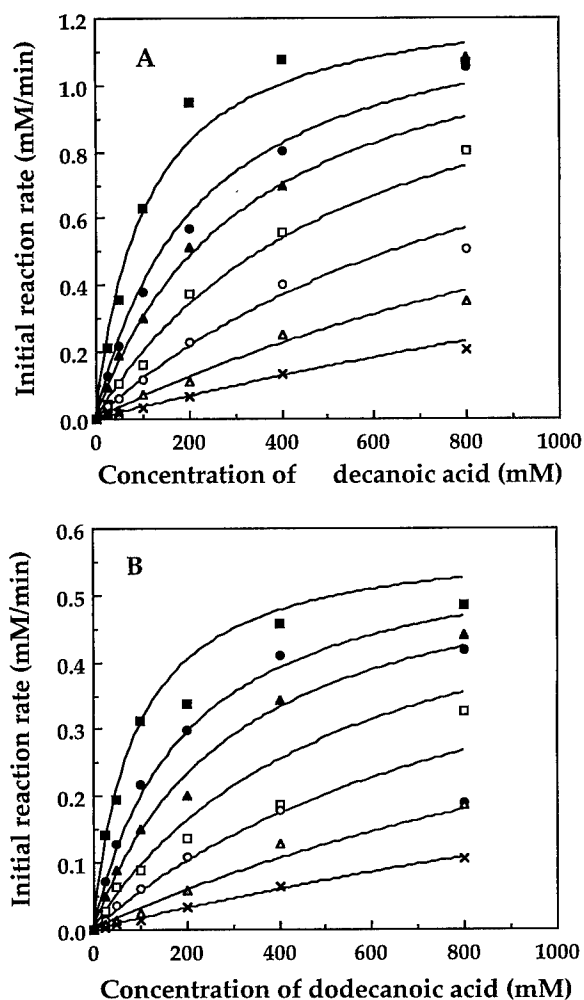 1.2
A
1.0
0.8
0.6
0.4
0.2
0.0
0 200 400 600 800 1000
Initial reaction rate (mM/min)
Concentration of decanoic acid (mM)
0.6
B
0.5
0.4
0.3
0.2
0.1
0.0
0 200 400 600 800 1000
Initial reaction rate (mM/min)
Concentration of dodecanoic acid (mM)